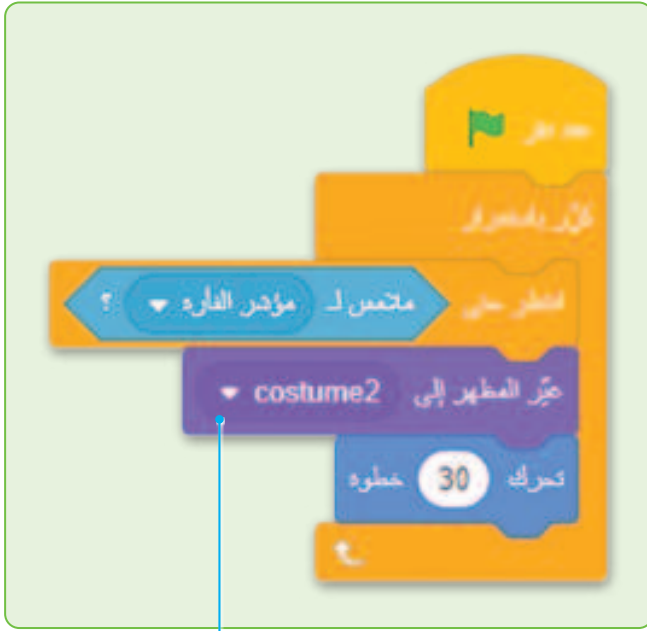 عند نقر
كرّر باستمرار
انتظر حتى ملامس لـ مؤشر الفأرة ؟
غيّر المظهر إلى costume2
تحرك 30 خطوة